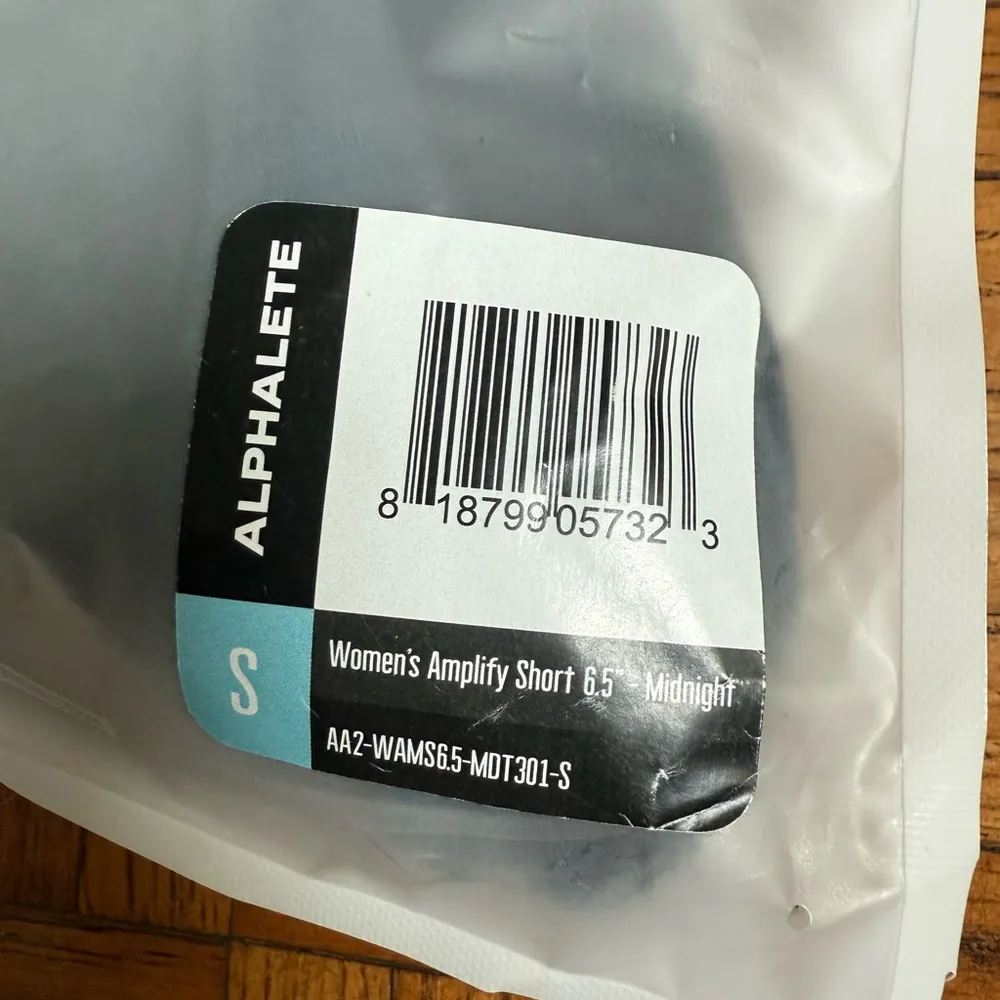 ALPHALETE
8 18799 05732 3
S
Women's Amplify Short 6.5" - Midnight
AA2-WAMS6.5-MDT301-S